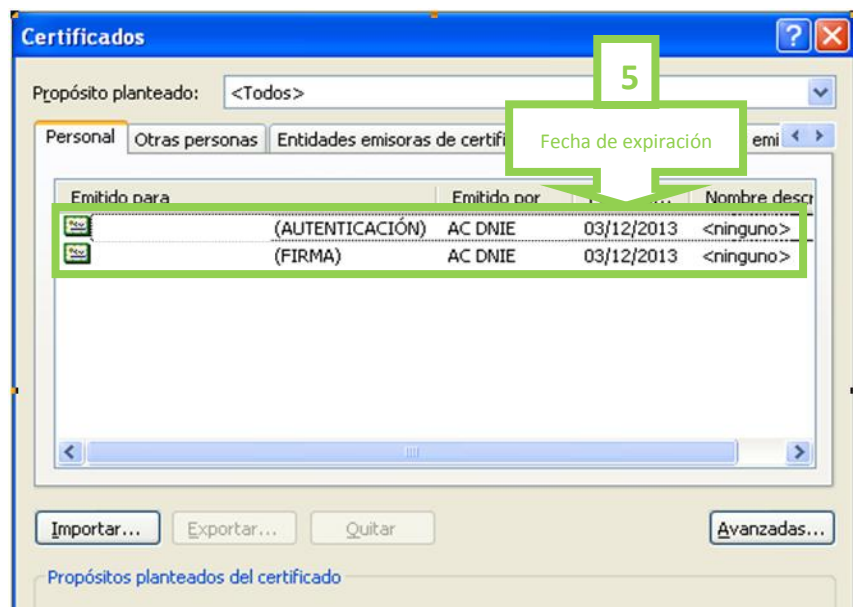 Certificados
Propósito planteado: <Todos>
5
Fecha de expiración
Personal Otras personas Entidades emisoras de certifi emi
Emitido para Emitido por Nombre descr
(AUTENTICACIÓN) AC DNIE 03/12/2013 <ninguno>
(FIRMA) AC DNIE 03/12/2013 <ninguno>
Importar... Exportar... Quitar Avanzadas...
Propósitos planteados del certificado